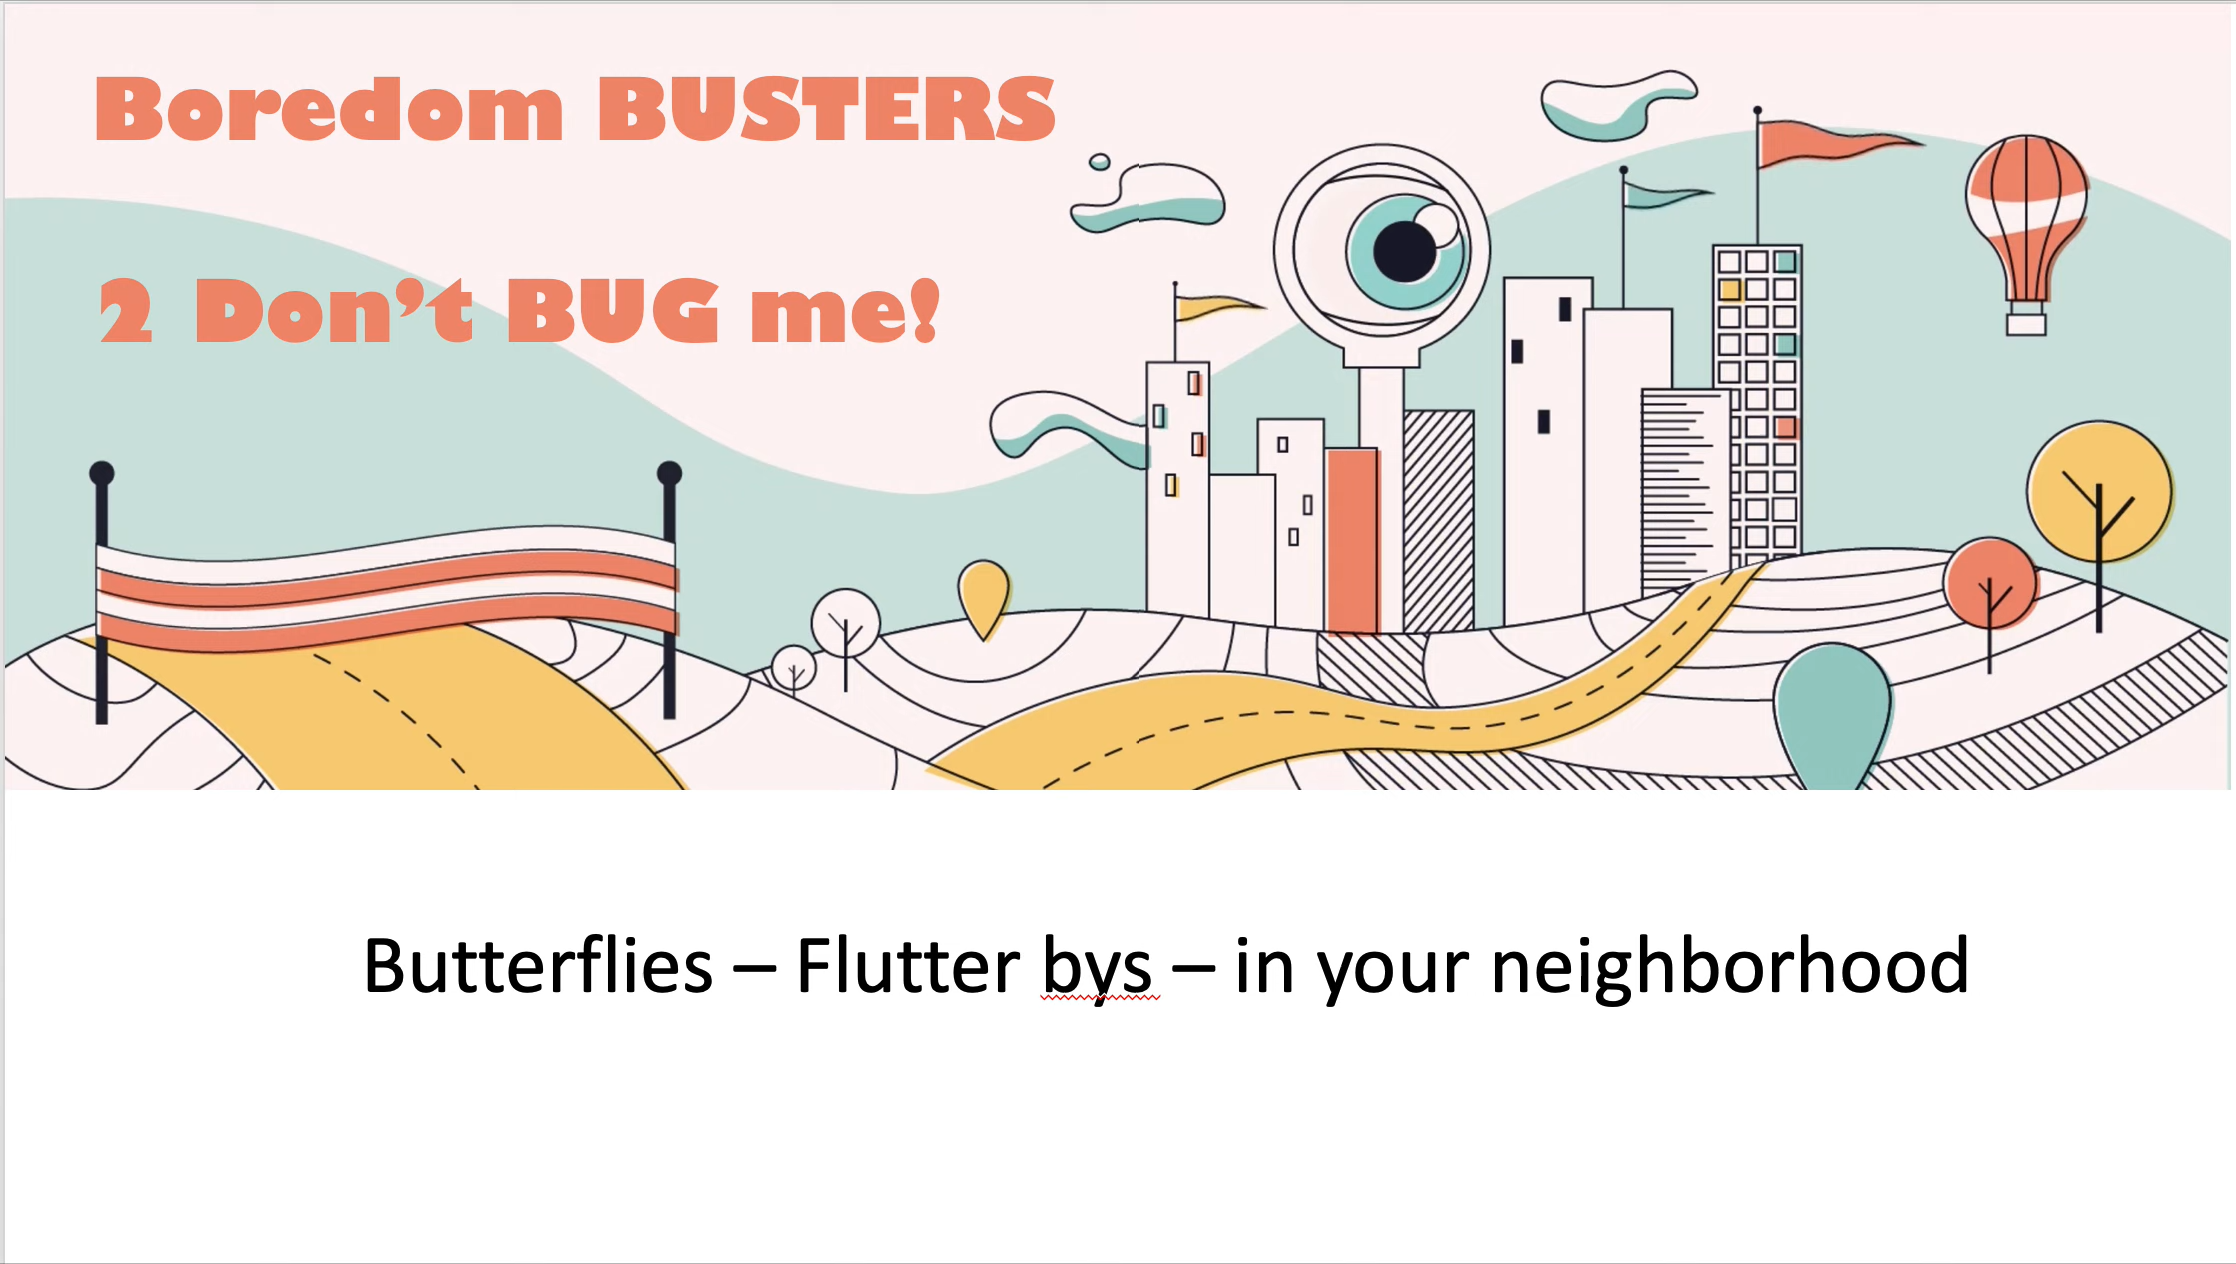 Boredom BUSTERS
2 Don’t BUG me!
Butterflies – Flutter bys – in your neighborhood